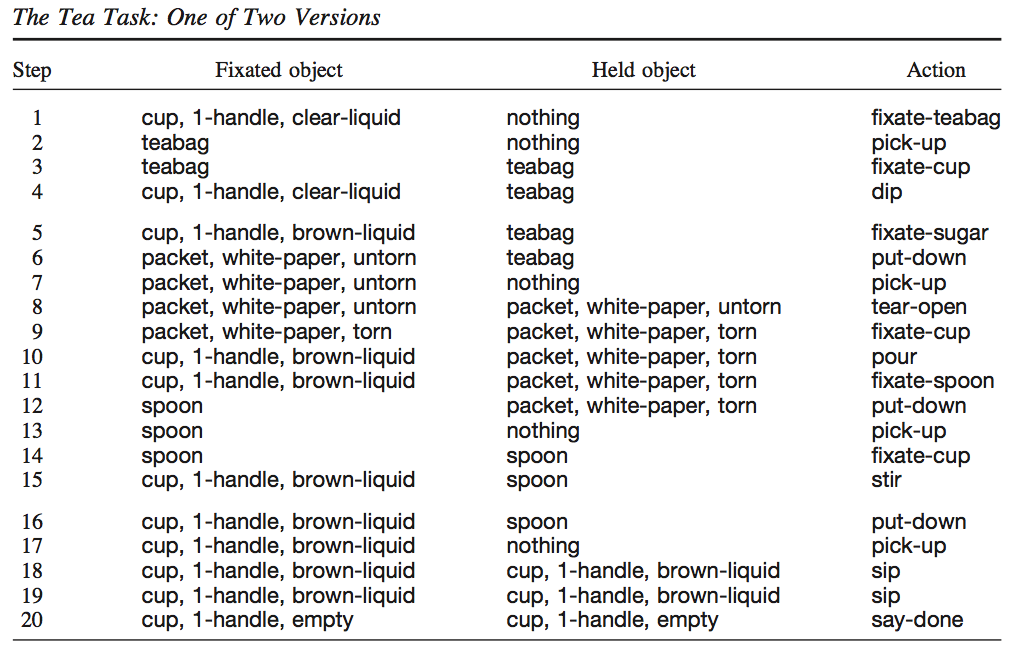 The Tea Task: One of Two Versions
Step Fixated object Held object Action
1 cup, 1-handle, clear-liquid nothing fixate-teabag
2 teabag nothing pick-up
3 teabag teabag fixate-cup
4 cup, 1-handle, clear-liquid teabag dip
5 cup, 1-handle, brown-liquid teabag fixate-sugar
6 packet, white-paper, untorn teabag put-down
7 packet, white-paper, untorn nothing pick-up
8 packet, white-paper, untorn packet, white-paper, untorn tear-open
9 packet, white-paper, torn packet, white-paper, torn fixate-cup
10 cup, 1-handle, brown-liquid packet, white-paper, torn pour
11 cup, 1-handle, brown-liquid packet, white-paper, torn fixate-spoon
12 spoon packet, white-paper, torn put-down
13 spoon nothing pick-up
14 spoon spoon fixate-cup
15 cup, 1-handle, brown-liquid spoon stir
16 cup, 1-handle, brown-liquid spoon put-down
17 cup, 1-handle, brown-liquid nothing pick-up
18 cup, 1-handle, brown-liquid cup, 1-handle, brown-liquid sip
19 cup, 1-handle, brown-liquid cup, 1-handle, brown-liquid sip
20 cup, 1-handle, empty cup, 1-handle, empty say-done